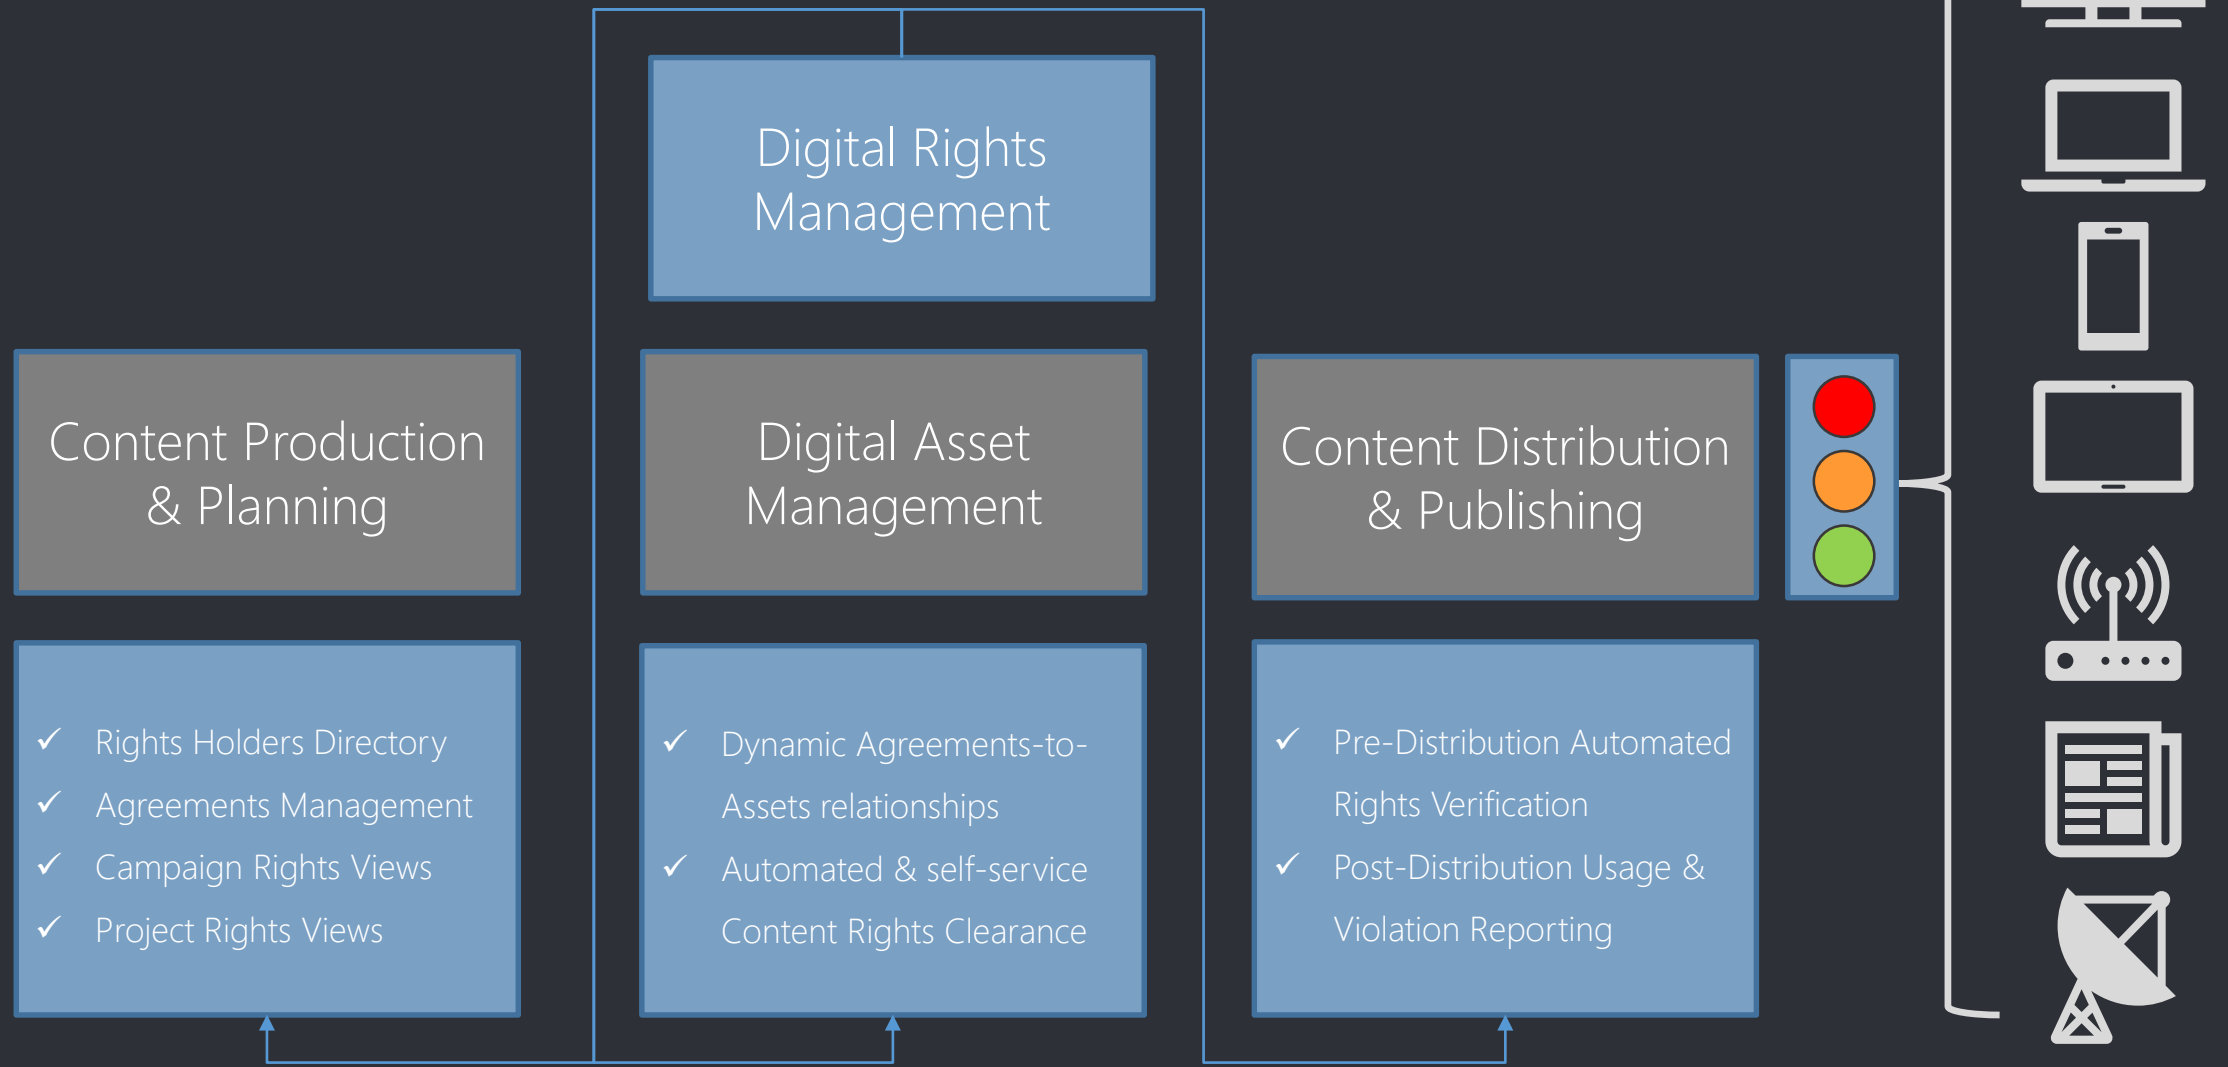 Digital Rights
Management
Content Production
& Planning
Digital Asset
Management
Content Distribution
& Publishing
Rights Holders Directory
Agreements Management
Campaign Rights Views
Project Rights Views
Dynamic Agreements-to-
Assets relationships
Automated & self-service
Content Rights Clearance
Pre-Distribution Automated
Rights Verification
Post-Distribution Usage &
Violation Reporting